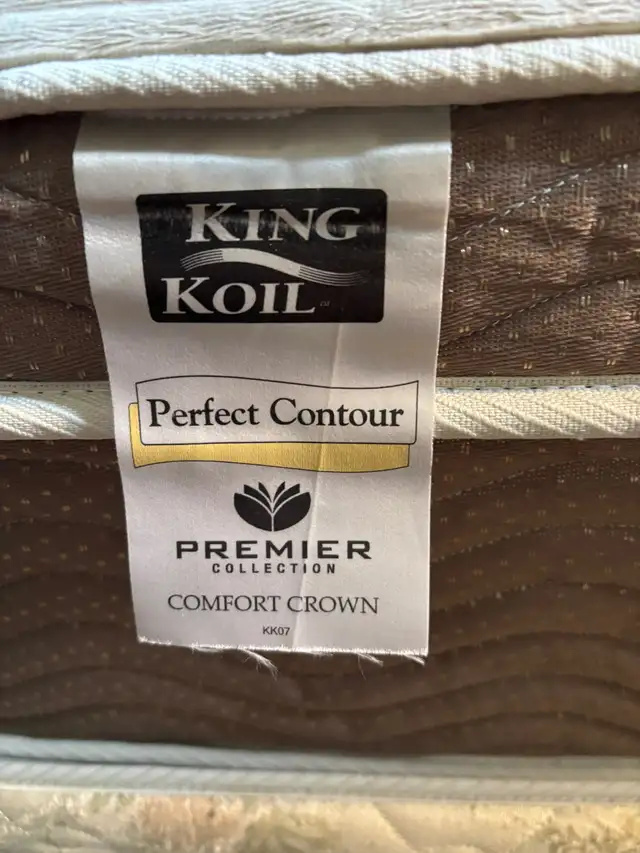 KING
KOIL
Perfect Contour
PREMIER
COLLECTION
COMFORT CROWN
KK07